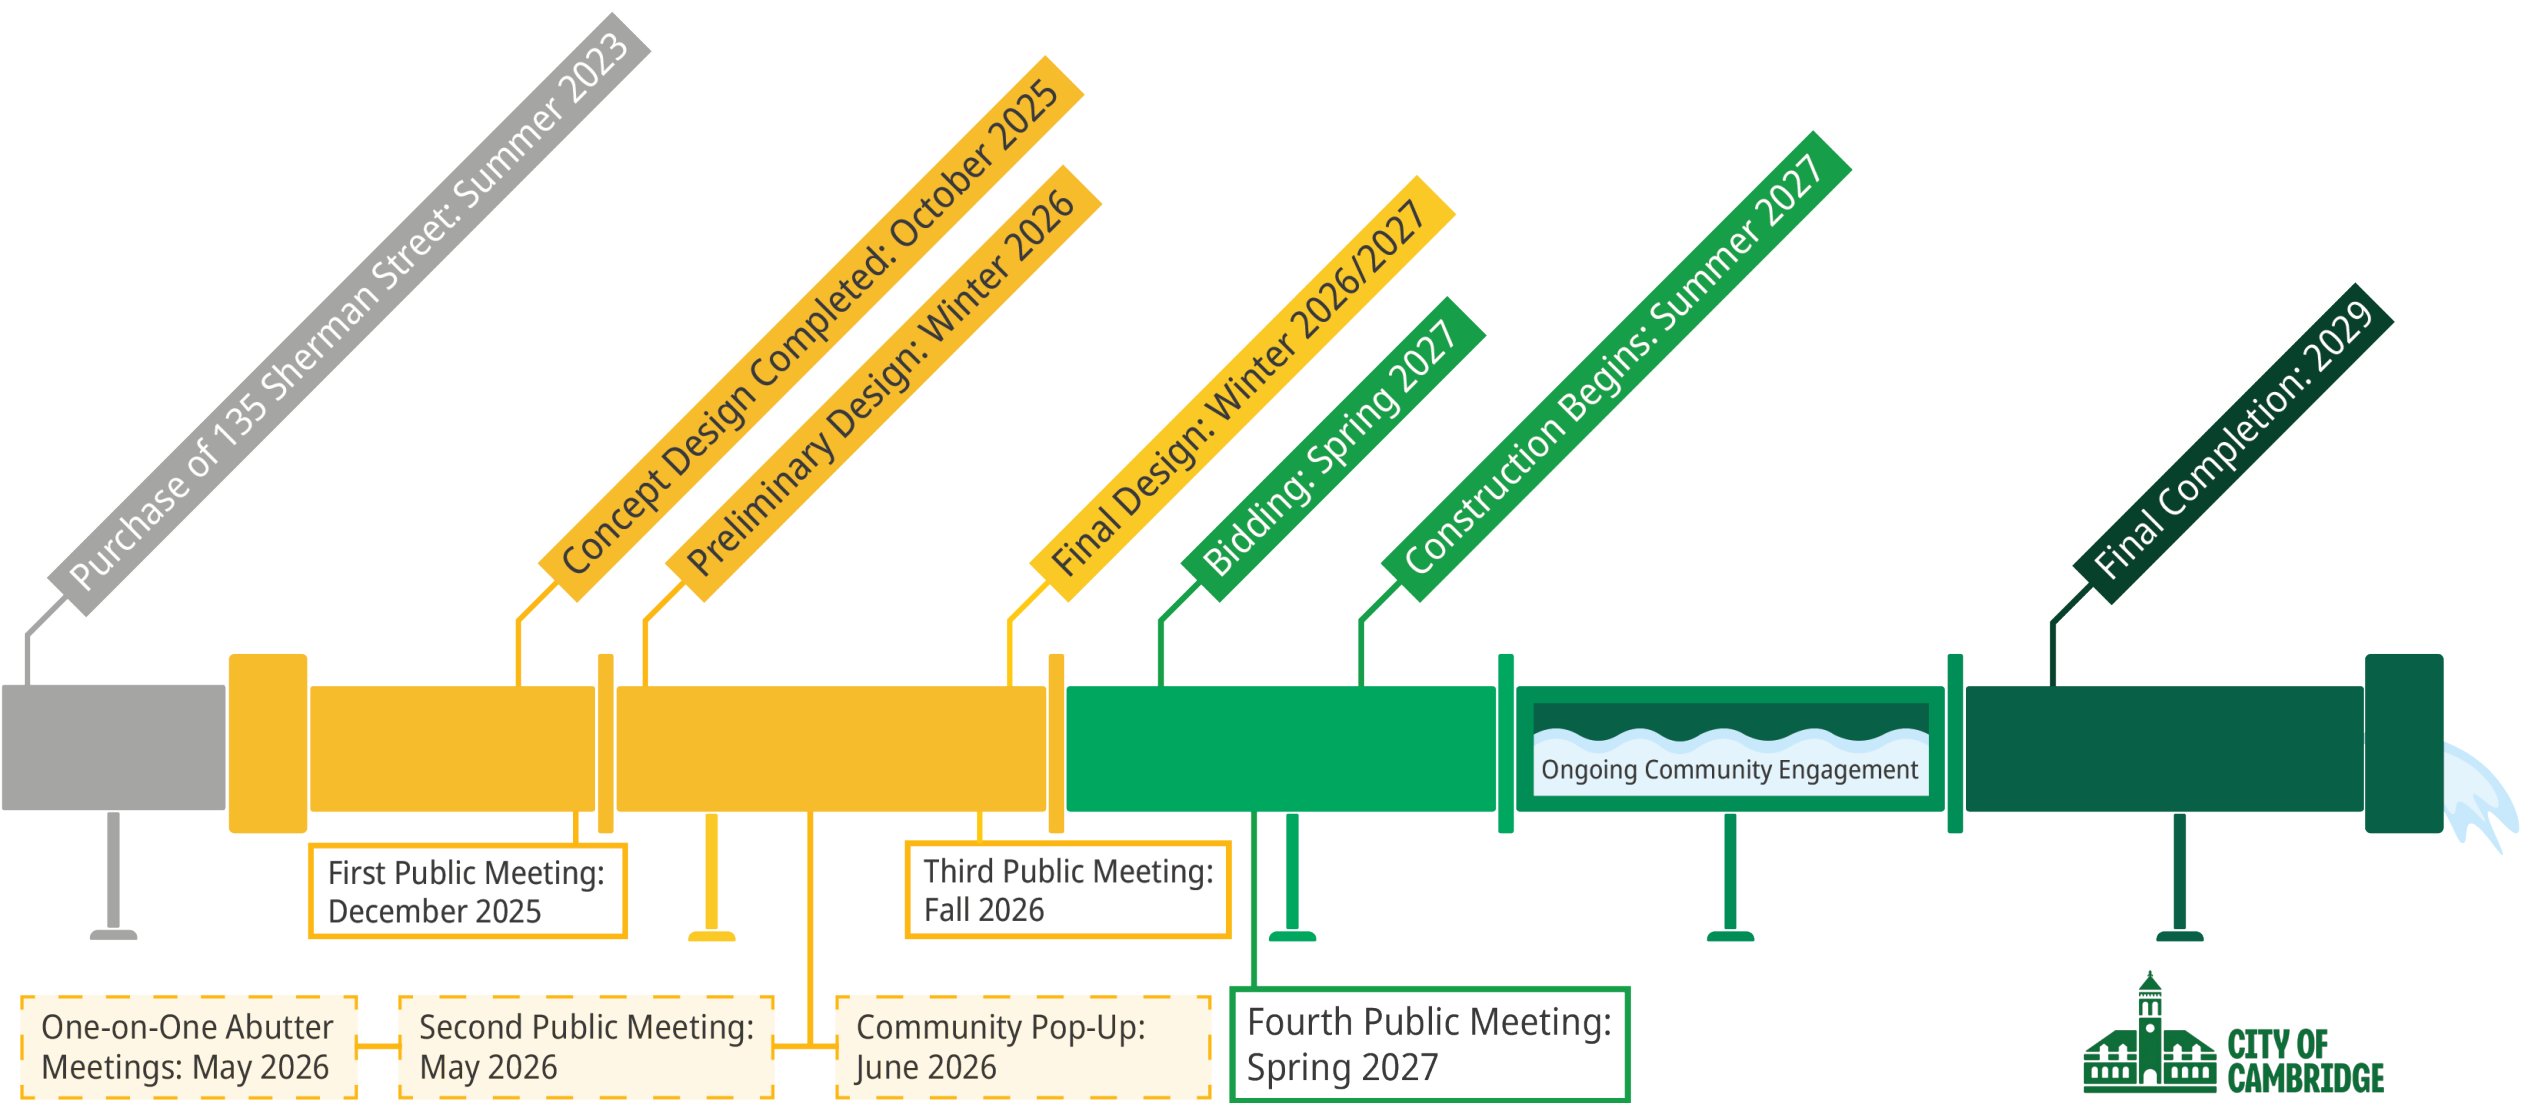 Purchase of 135 Sherman Street: Summer 2023
Concept Design Completed: October 2025
Preliminary Design: Winter 2026
Final Design: Winter 2026/2027
Bidding: Spring 2027
Construction Begins: Summer 2027
Final Completion: 2029
Ongoing Community Engagement
First Public Meeting:
December 2025
Third Public Meeting:
Fall 2026
One-on-One Abutter
Meetings: May 2026
Second Public Meeting:
May 2026
Community Pop-Up:
June 2026
Fourth Public Meeting:
Spring 2027
CITY OF
CAMBRIDGE